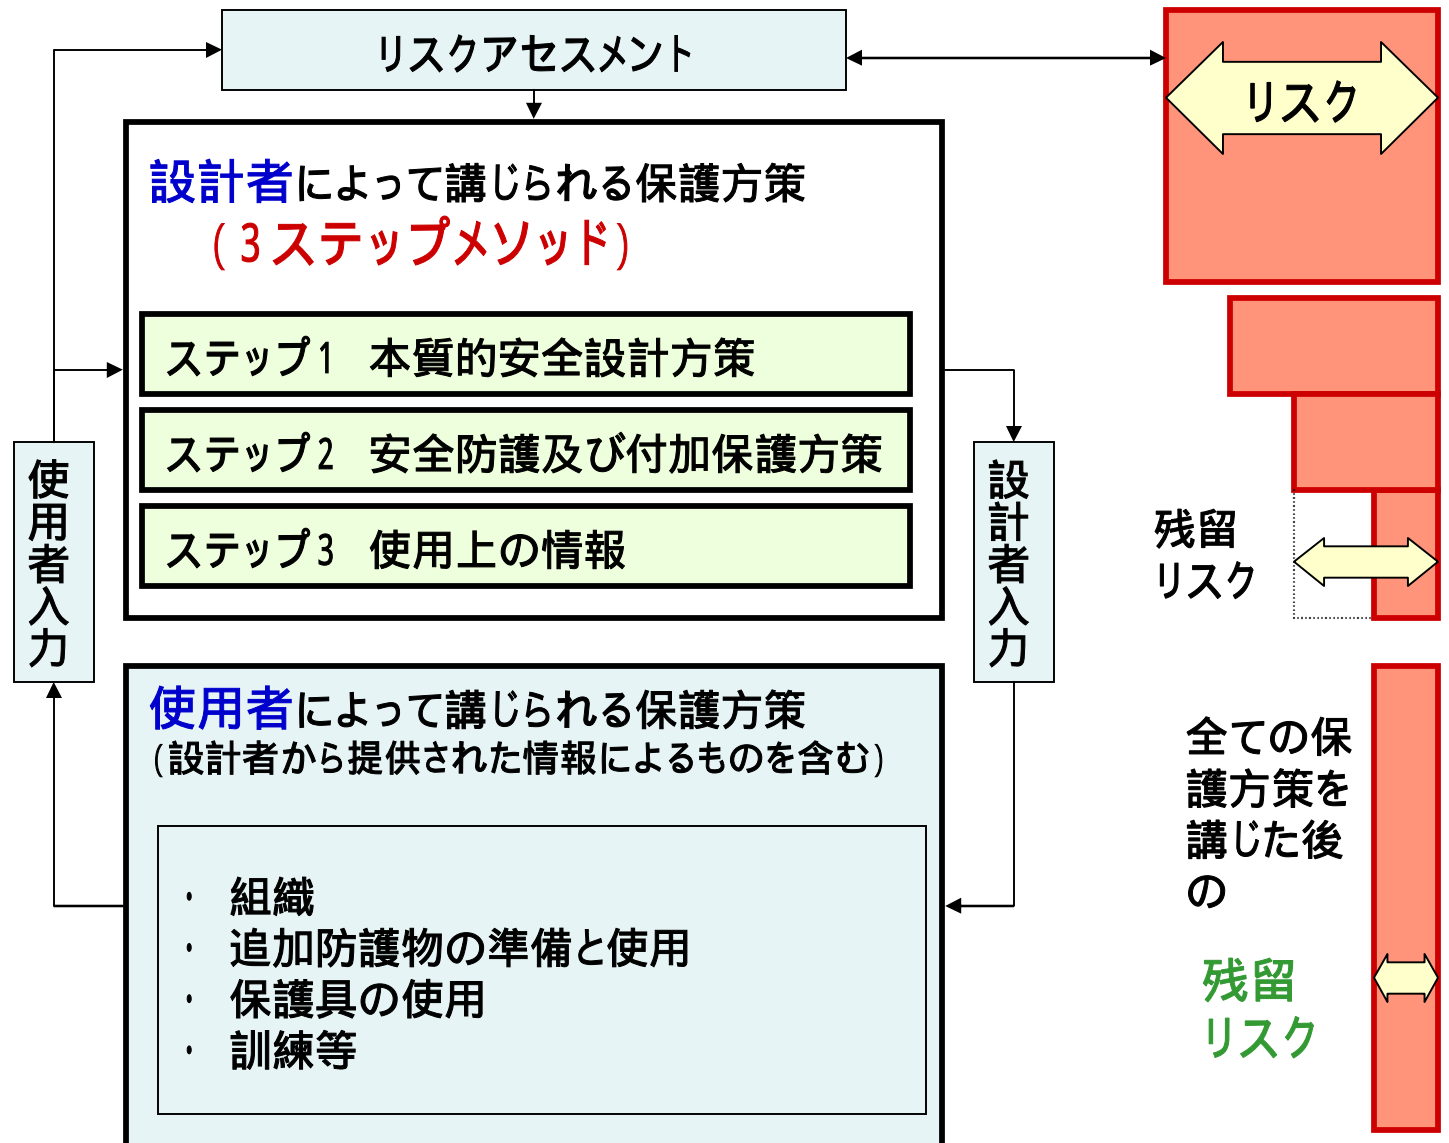 リスクアセスメント
リスク
設計者によって講じられる保護方策
(3ステップメソッド)
ステップ1 本質的安全設計方策
ステップ2 安全防護及び付加保護方策
ステップ3 使用上の情報
使用者入力
設計者入力
残留
リスク
使用者によって講じられる保護方策
(設計者から提供された情報によるものを含む)
・ 組織
・ 追加防護物の準備と使用
・ 保護具の使用
・ 訓練等
全ての保
護方策を
講じた後
の
残留
リスク